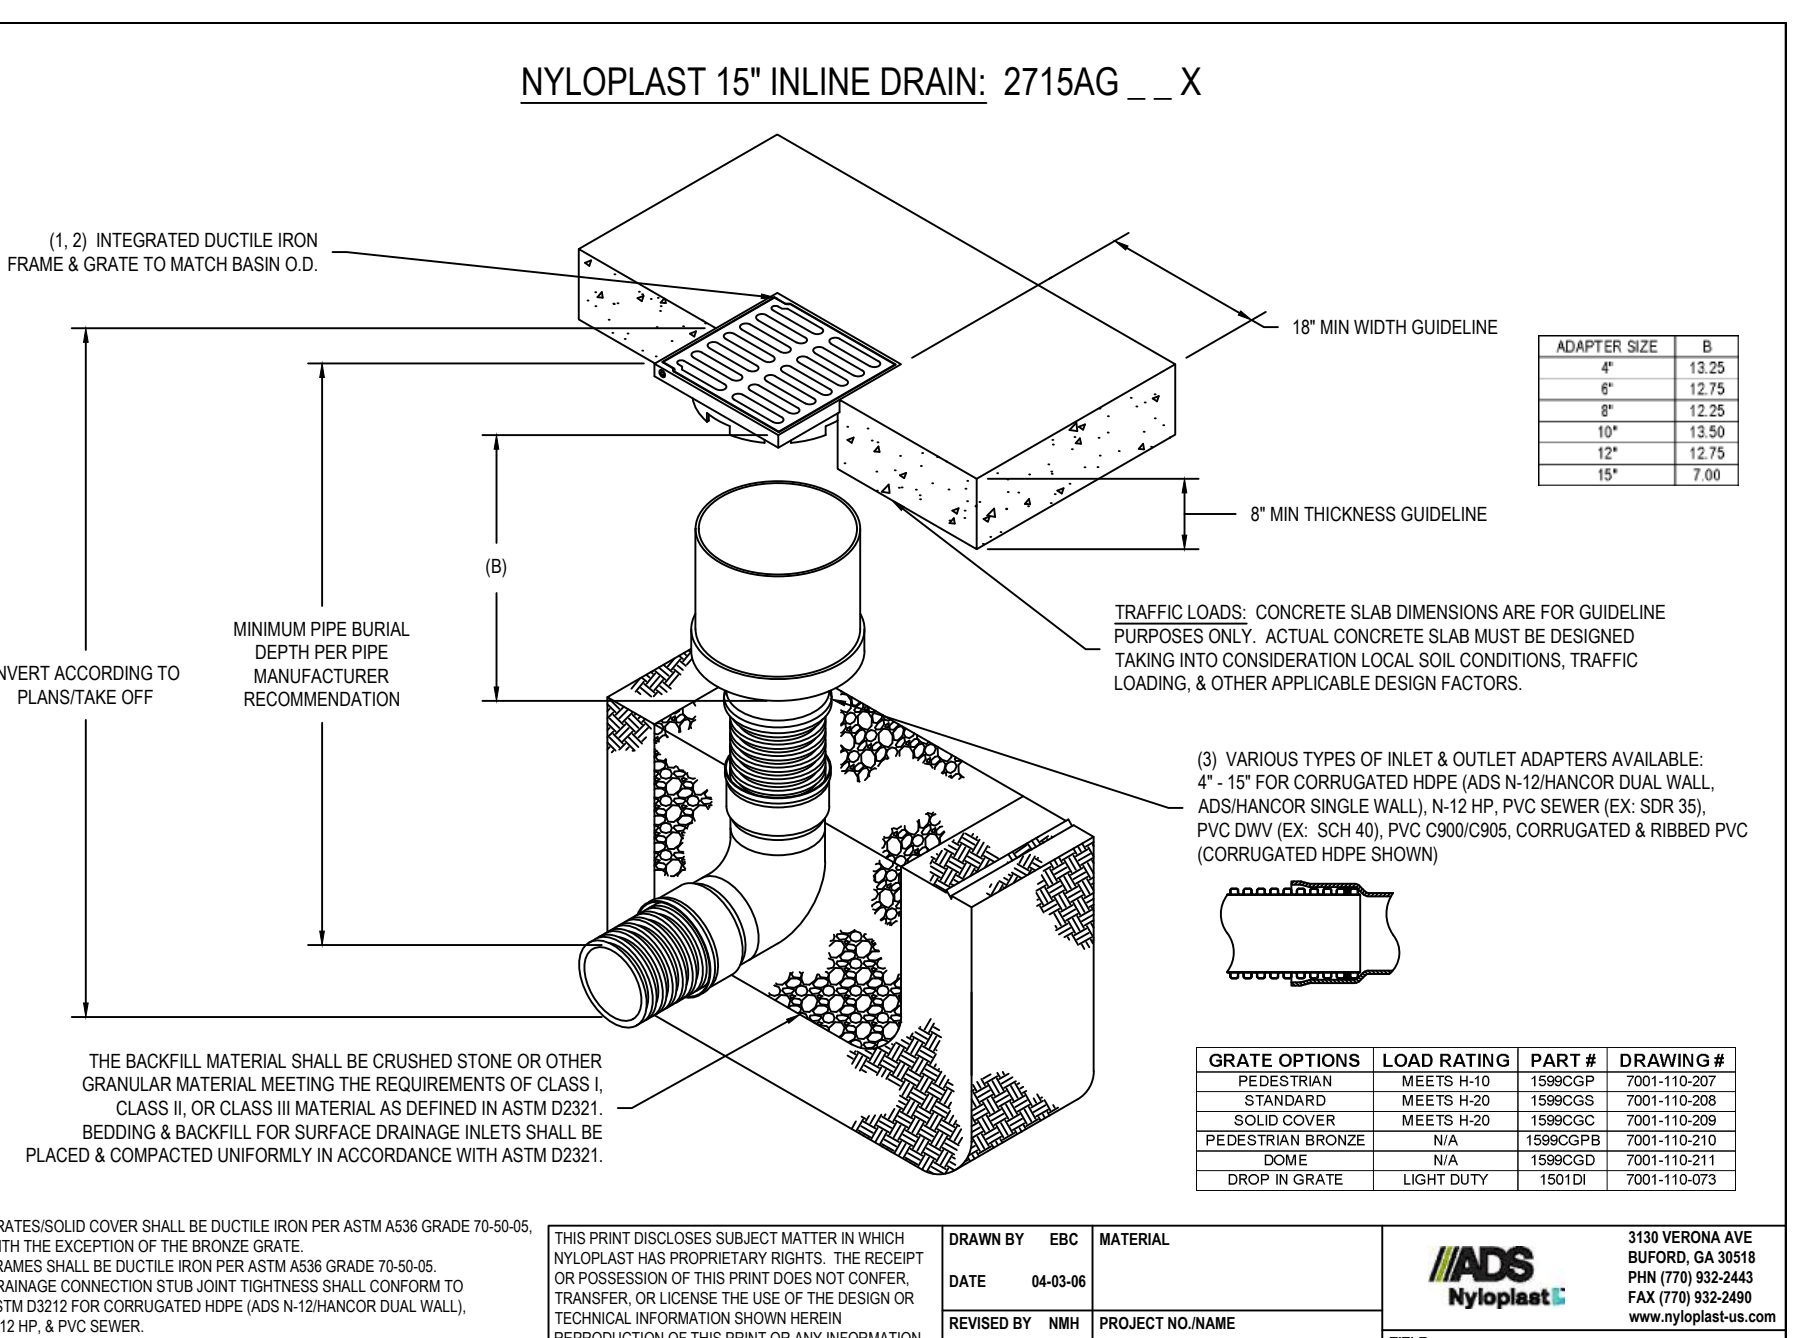 NYLOPLAST 15" INLINE DRAIN: 2715AG _ _ X
(1, 2) INTEGRATED DUCTILE IRON
FRAME & GRATE TO MATCH BASIN O.D.
18" MIN WIDTH GUIDELINE
ADAPTER SIZE B
4" 13.25
6" 12.75
8" 12.25
10" 13.50
12" 12.75
15" 7.00
8" MIN THICKNESS GUIDELINE
(B)
MINIMUM PIPE BURIAL
DEPTH PER PIPE
MANUFACTURER
RECOMMENDATION
NVERT ACCORDING TO
PLANS/TAKE OFF
TRAFFIC LOADS: CONCRETE SLAB DIMENSIONS ARE FOR GUIDELINE
PURPOSES ONLY. ACTUAL CONCRETE SLAB MUST BE DESIGNED
TAKING INTO CONSIDERATION LOCAL SOIL CONDITIONS, TRAFFIC
LOADING, & OTHER APPLICABLE DESIGN FACTORS.
(3) VARIOUS TYPES OF INLET & OUTLET ADAPTERS AVAILABLE:
4" - 15" FOR CORRUGATED HDPE (ADS N-12/HANCOR DUAL WALL,
ADS/HANCOR SINGLE WALL), N-12 HP, PVC SEWER (EX: SDR 35),
PVC DWV (EX: SCH 40), PVC C900/C905, CORRUGATED & RIBBED PVC
(CORRUGATED HDPE SHOWN)
THE BACKFILL MATERIAL SHALL BE CRUSHED STONE OR OTHER
GRANULAR MATERIAL MEETING THE REQUIREMENTS OF CLASS I,
CLASS II, OR CLASS III MATERIAL AS DEFINED IN ASTM D2321.
BEDDING & BACKFILL FOR SURFACE DRAINAGE INLETS SHALL BE
PLACED & COMPACTED UNIFORMLY IN ACCORDANCE WITH ASTM D2321.
GRATE OPTIONS LOAD RATING PART # DRAWING #
PEDESTRIAN MEETS H-10 1599CGP 7001-110-207
STANDARD MEETS H-20 1599CGS 7001-110-208
SOLID COVER MEETS H-20 1599CGC 7001-110-209
PEDESTRIAN BRONZE N/A 1599CGPB 7001-110-210
DOME N/A 1599CGD 7001-110-211
DROP IN GRATE LIGHT DUTY 1501DI 7001-110-073
RATES/SOLID COVER SHALL BE DUCTILE IRON PER ASTM A536 GRADE 70-50-05,
ITH THE EXCEPTION OF THE BRONZE GRATE.
RAMES SHALL BE DUCTILE IRON PER ASTM A536 GRADE 70-50-05.
RAINAGE CONNECTION STUB JOINT TIGHTNESS SHALL CONFORM TO
STM D3212 FOR CORRUGATED HDPE (ADS N-12/HANCOR DUAL WALL),
12 HP, & PVC SEWER.
THIS PRINT DISCLOSES SUBJECT MATTER IN WHICH
NYLOPLAST HAS PROPRIETARY RIGHTS. THE RECEIPT
OR POSSESSION OF THIS PRINT DOES NOT CONFER,
TRANSFER, OR LICENSE THE USE OF THE DESIGN OR
TECHNICAL INFORMATION SHOWN HEREIN
REPRODUCTION OF THIS PRINT OR ANY INFORMATION
DRAWN BY EBC
DATE 04-03-06
REVISED BY NMH
MATERIAL
PROJECT NO./NAME
ADS
Nyloplast
3130 VERONA AVE
BUFORD, GA 30518
PHN (770) 932-2443
FAX (770) 932-2490
www.nyloplast-us.com
TITLE